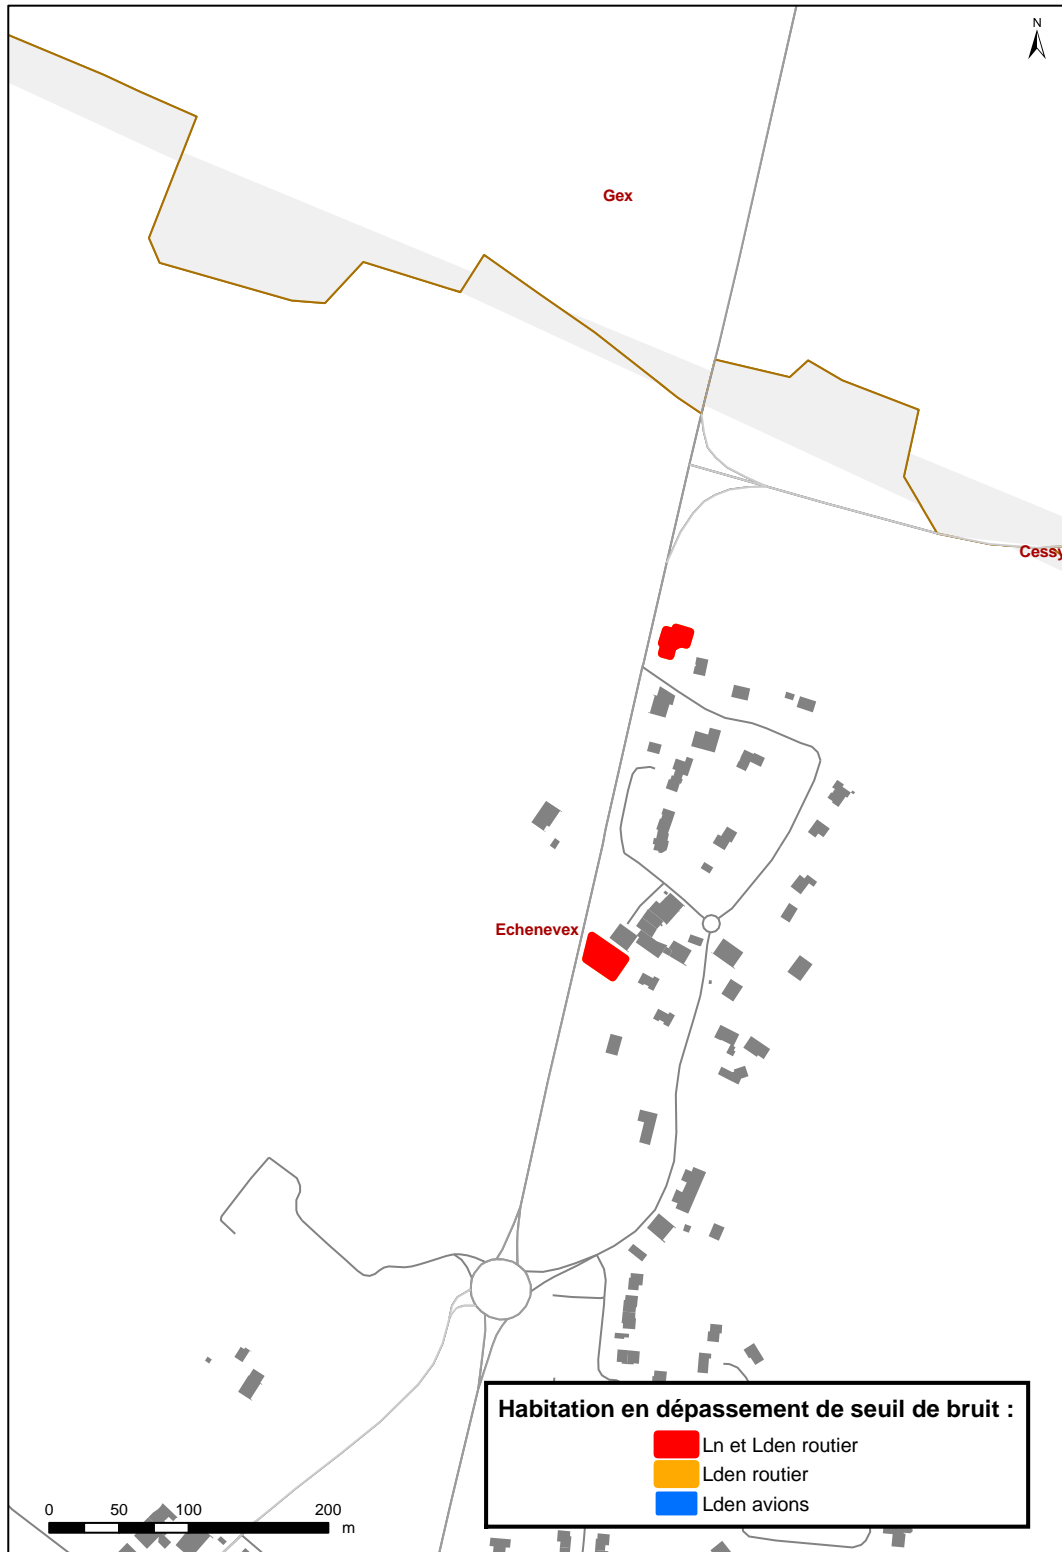 N
Gex
Cessy
Echenevex
Habitation en dépassement de seuil de bruit :
Ln et Lden routier
Lden routier
Lden avions
0 50 100 200
m